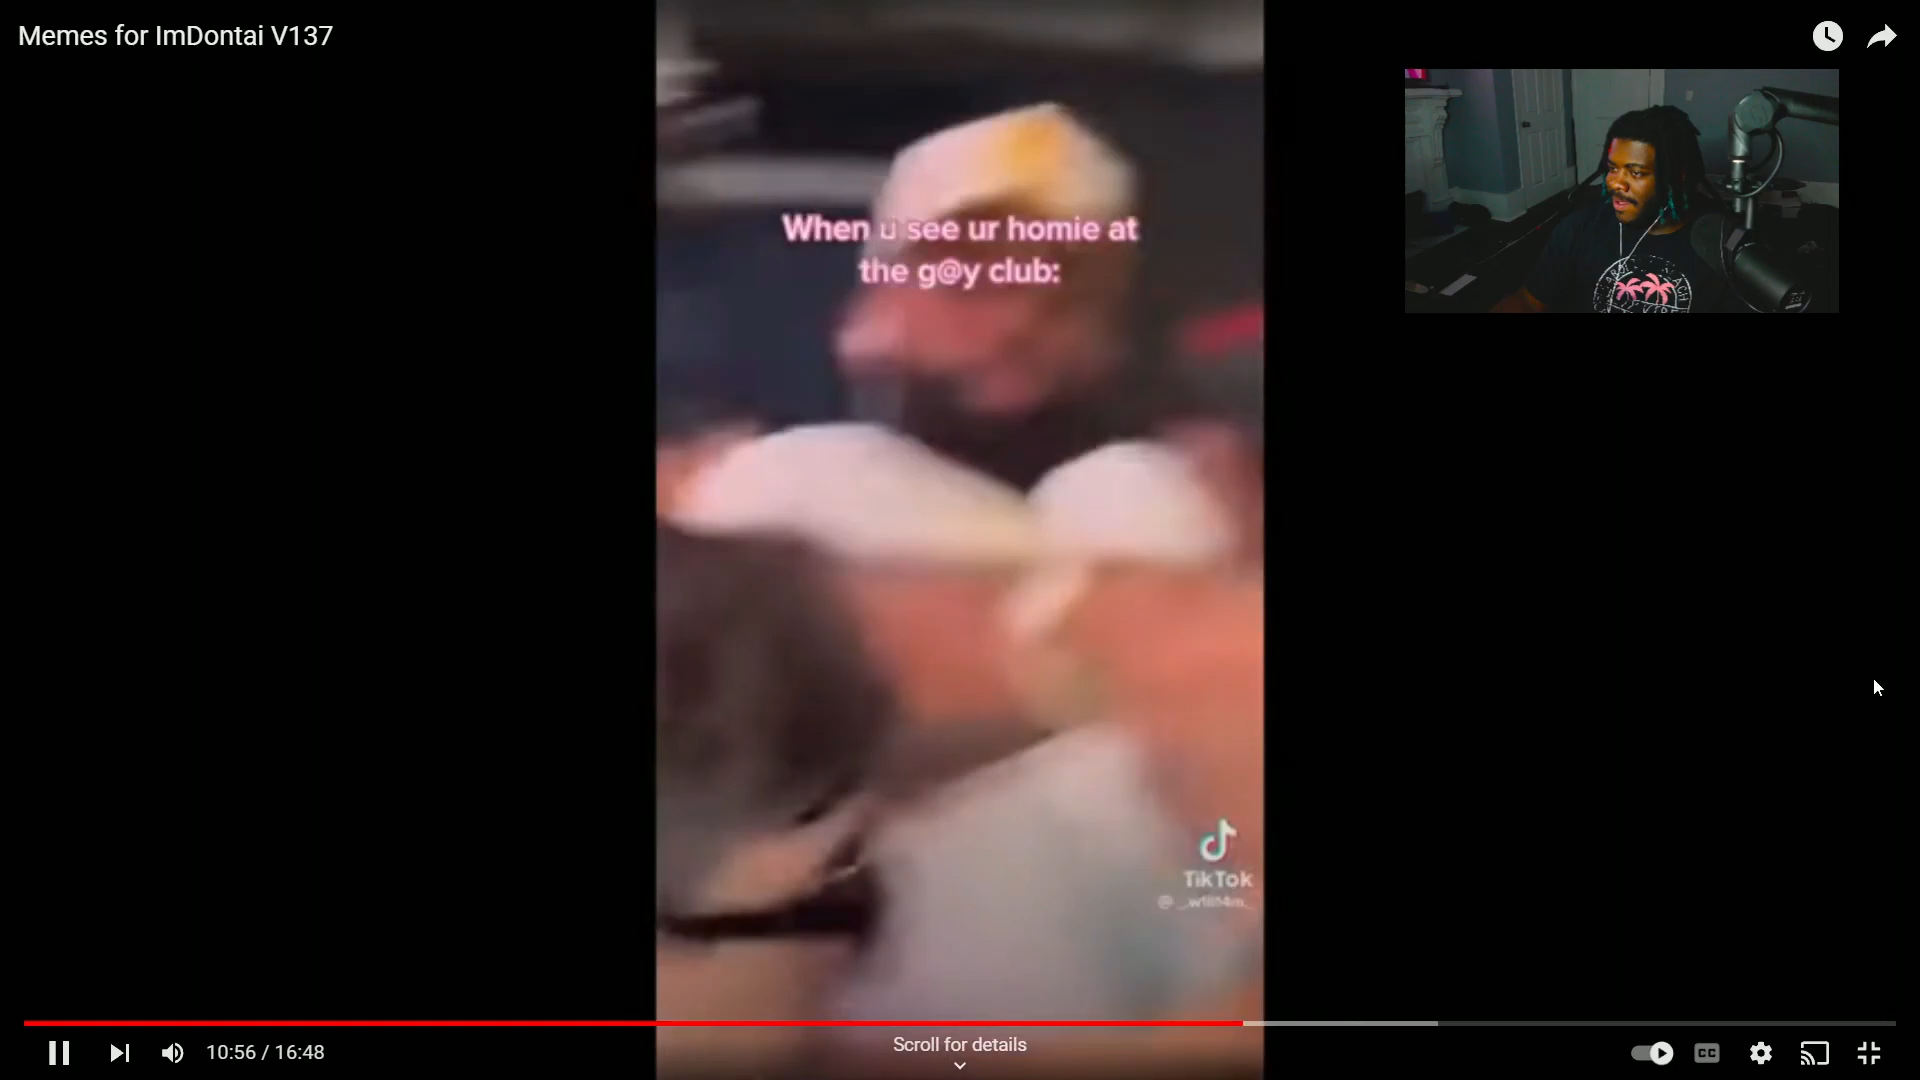 Memes for ImDontai V137
When u see ur homie at
the g@y club:
TikTok
10:56 / 16:48
Scroll for details
CC